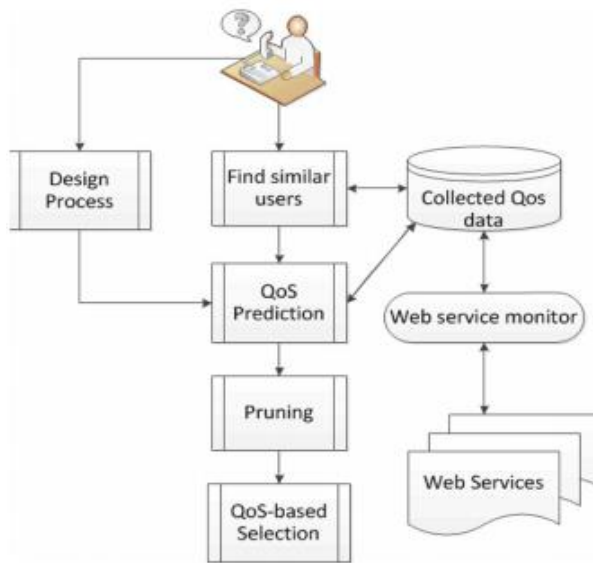 ?
Design
Process
Find similar
users
Collected Qos
data
QoS
Prediction
Web service monitor
Pruning
Web Services
QoS-based
Selection